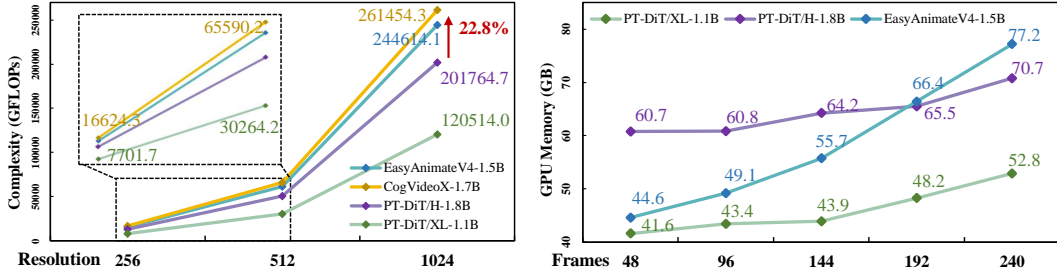 Complexity (GFLOPs)
250000
200000
150000
100000
50000
0
65590.2
16624.3
30264.2
7701.7
261454.3
22.8%
244614.1
201764.7
120514.0
EasyAnimateV4-1.5B
CogVideoX-1.7B
PT-DiT/H-1.8B
PT-DiT/XL-1.1B
Resolution 256 512 1024
PT-DiT/XL-1.1B PT-DiT/H-1.8B EasyAnimateV4-1.5B
GPU Memory (GB)
80
70
60
50
40
60.7 60.8 64.2 65.5 70.7
44.6 49.1 55.7 66.4 77.2
41.6 43.4 43.9 48.2 52.8
Frames 48 96 144 192 240